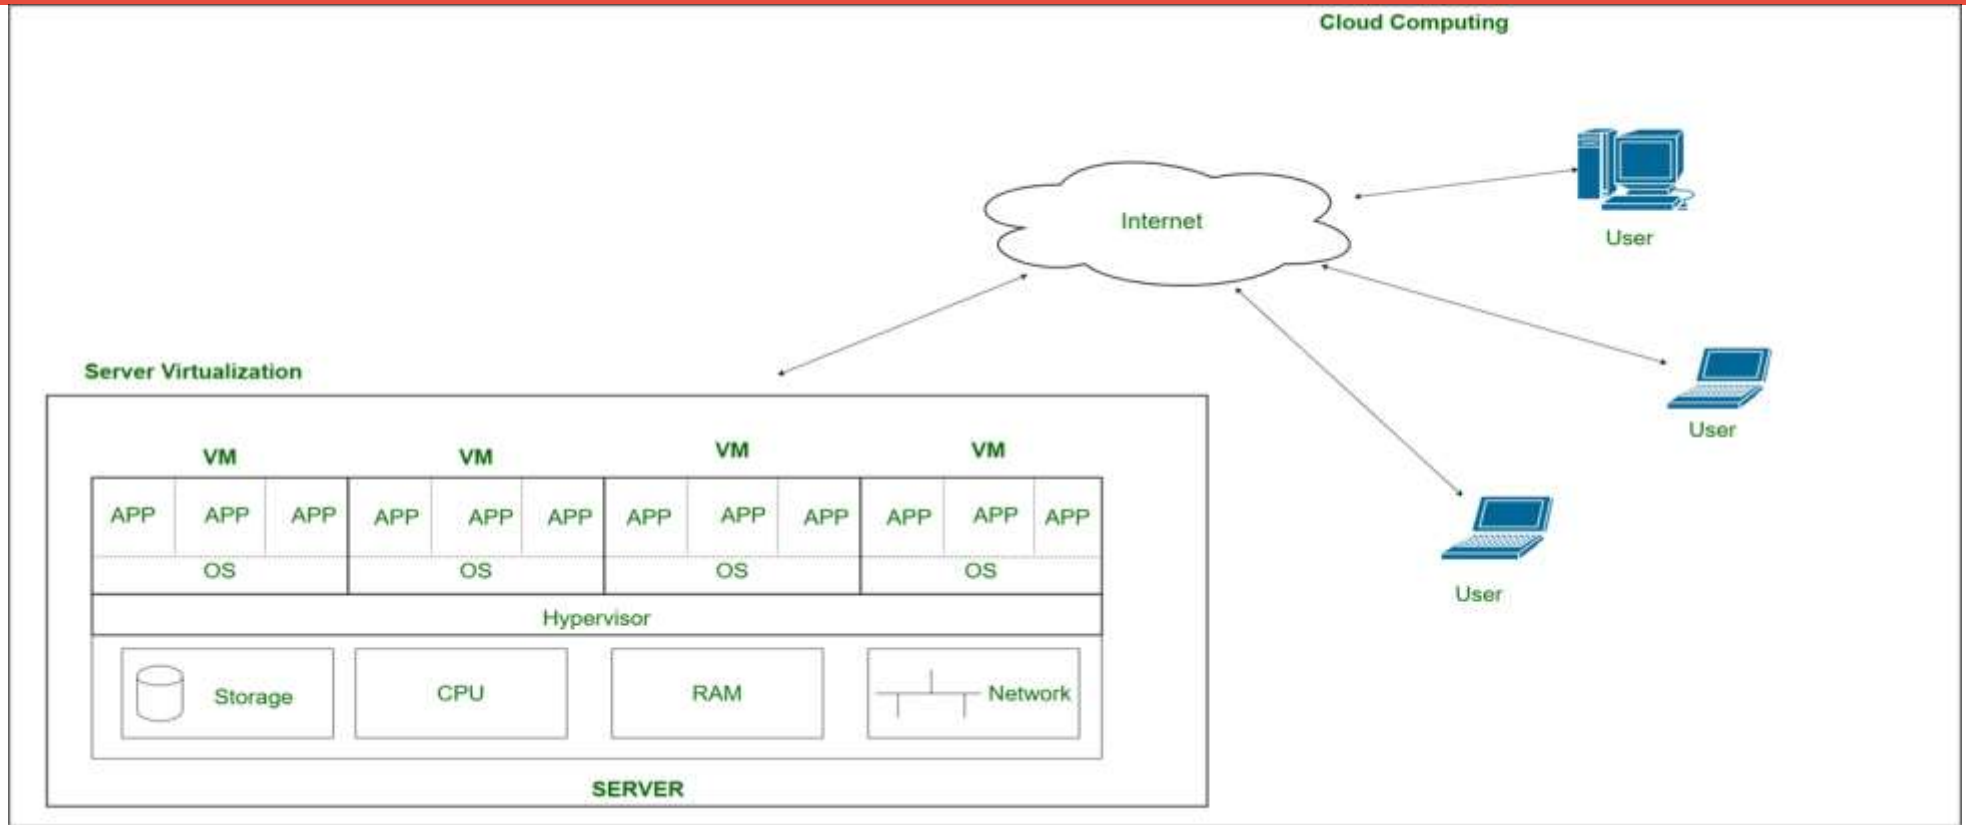 Cloud Computing
Internet
User
User
User
Server Virtualization
VM VM VM VM
APP APP APP APP APP APP APP APP APP APP APP APP
OS OS OS OS
Hypervisor
Storage CPU RAM Network
SERVER